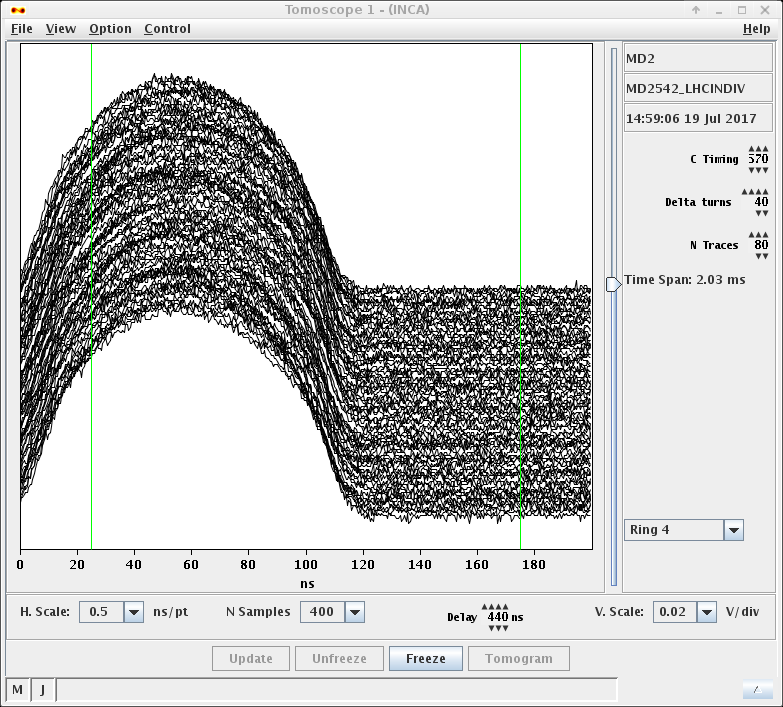 Tomoscope 1 - (INCA)
File View Option Control Help
MD2
MD2542_LHCINDIV
14:59:06 19 Jul 2017
C Timing 570
Delta turns 40
N Traces 80
Time Span: 2.03 ms
Ring 4
0 20 40 60 80 100 120 140 160 180
ns
H. Scale: 0.5 ns/pt N Samples 400 Delay 440 ns V. Scale: 0.02 V/div
Update Unfreeze Freeze Tomogram
M J